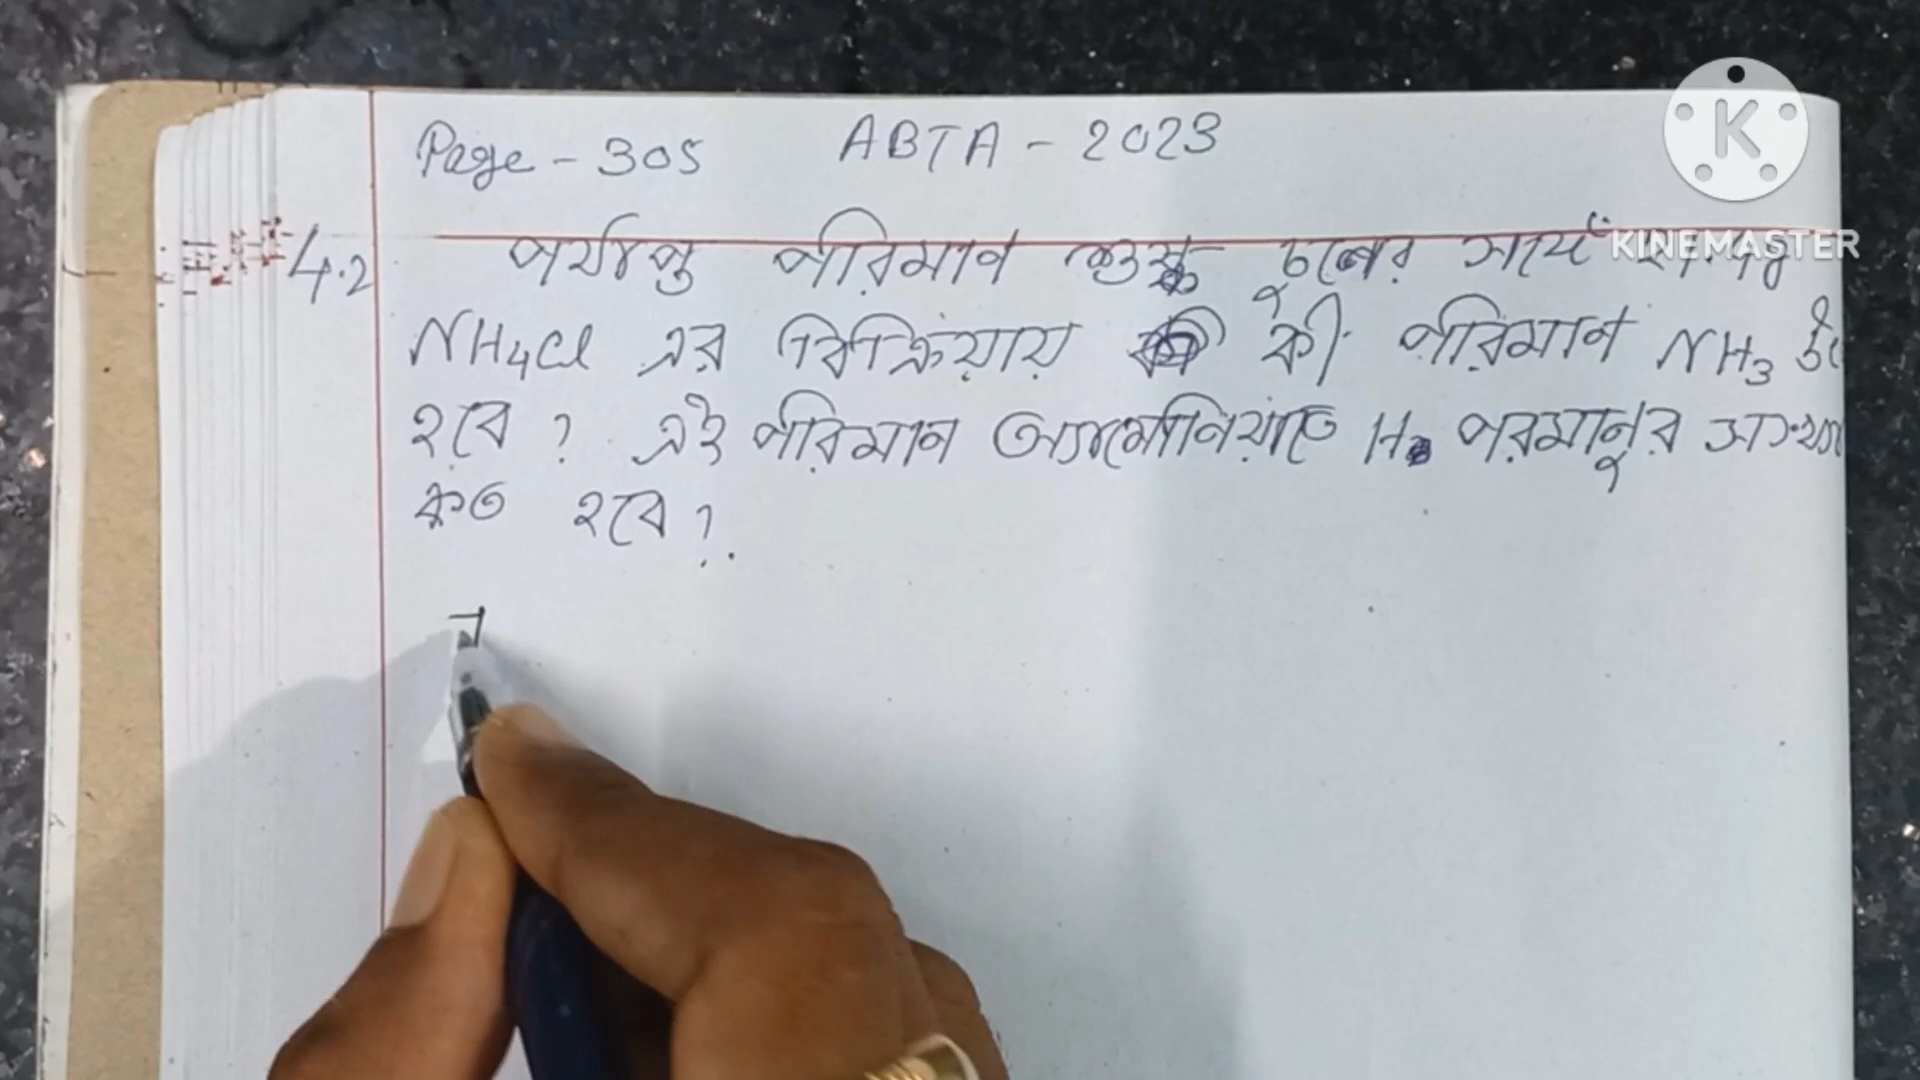 Page - 305 ABTA - 2023
4.2 পর্যাপ্ত পরিমাণ শুষ্ক চুনের সাথে
NH4Cl এর বিক্রিয়ায় কী পরিমাণ NH3
হবে ? এই পরিমান অ্যামোনিয়াতে H পরমানুর সংখ্যা
কত হবে ?.
K
KINEMASTER